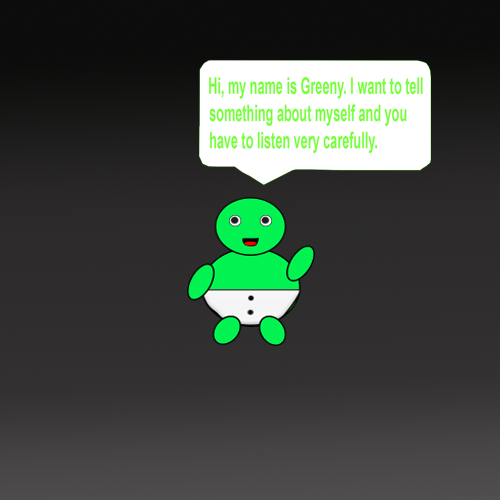 Hi, my name is Greeny. I want to tell
something about myself and you
have to listen very carefully.